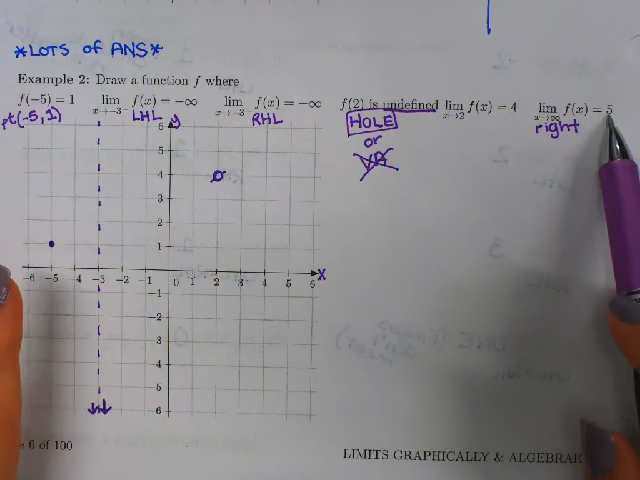 *LOTS of ANS*
Example 2: Draw a function f where
f(−5) = 1 lim x→−3⁻ f(x) = −∞ lim x→−3⁺ f(x) = −∞ f(2) is undefined lim x→2 f(x) = 4 lim x→∞ f(x) = 5
pt(-5, 1) LHL RHL HOLE right
or
VA
y
6
5
4
3
2
1
-6 -5 -4 -3 -2 -1 0 1 2 3 4 5 6 x
-1
-2
-3
-4
-5
-6
6 of 100
LIMITS GRAPHICALLY & ALGEBRAI